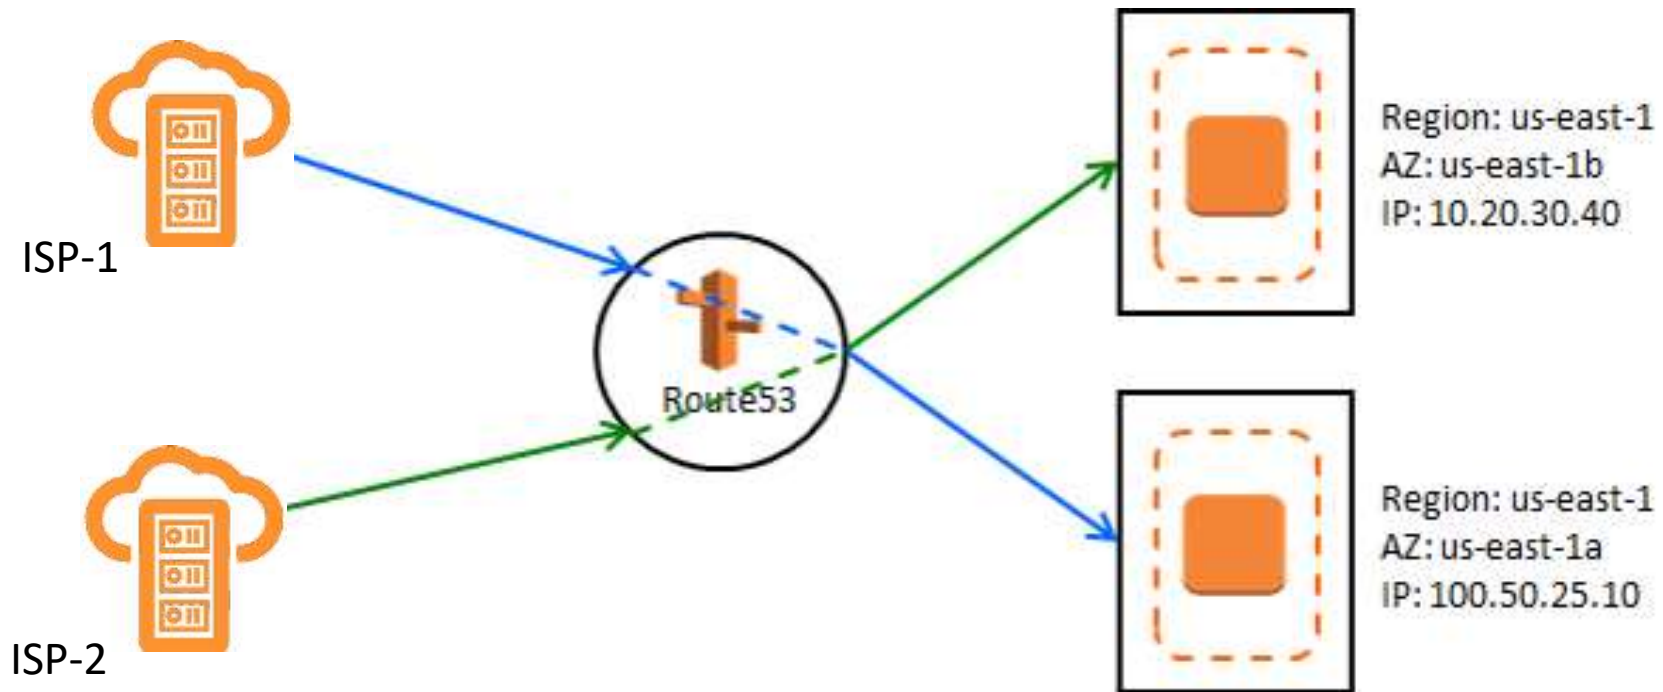 ISP-1
Route53
ISP-2
Region: us-east-1
AZ: us-east-1b
IP: 10.20.30.40
Region: us-east-1
AZ: us-east-1a
IP: 100.50.25.10